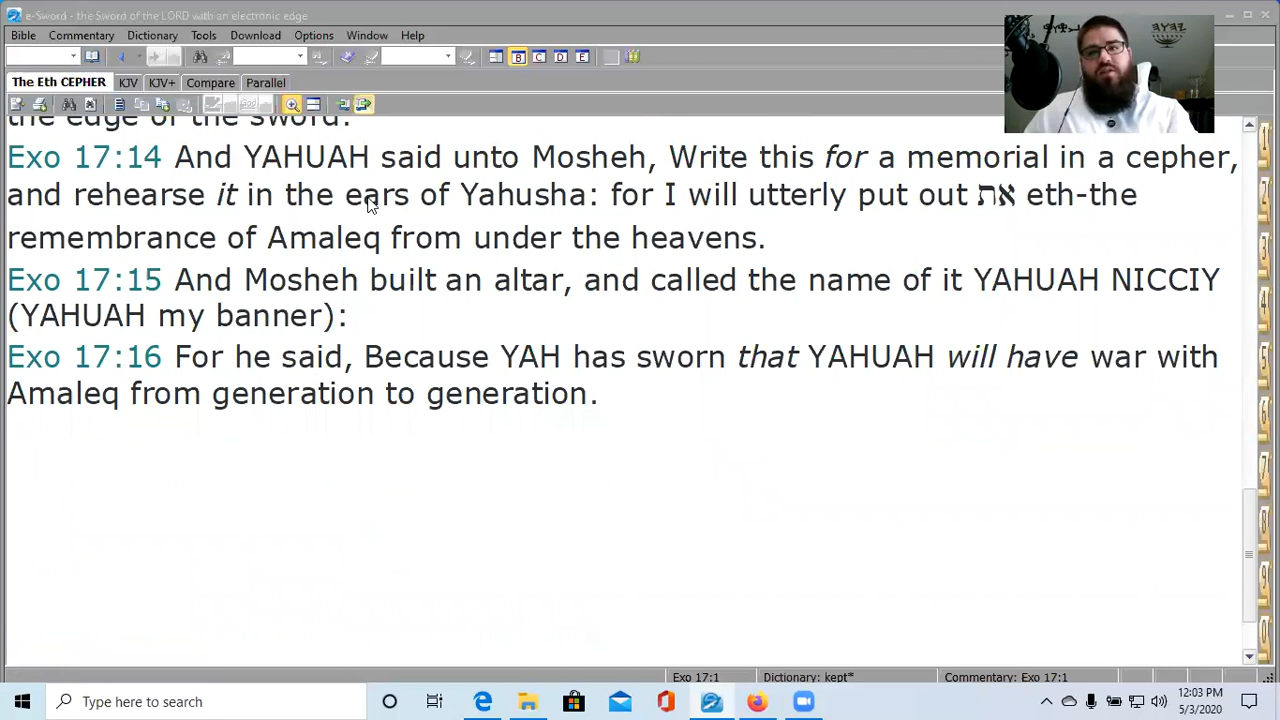 e-Sword - the Sword of the LORD with an electronic edge
Bible Commentary Dictionary Tools Download Options Window Help
B C D E
The Eth CEPHER KJV KJV+ Compare Parallel
the edge of the sword.
Exo 17:14 And YAHUAH said unto Mosheh, Write this for a memorial in a cepher,
and rehearse it in the ears of Yahusha: for I will utterly put out את eth-the
remembrance of Amaleq from under the heavens.
Exo 17:15 And Mosheh built an altar, and called the name of it YAHUAH NICCIY
(YAHUAH my banner):
Exo 17:16 For he said, Because YAH has sworn that YAHUAH will have war with
Amaleq from generation to generation.
Exo 17:1 Dictionary: kept* Commentary: Exo 17:1
Type here to search
12:03 PM
5/3/2020